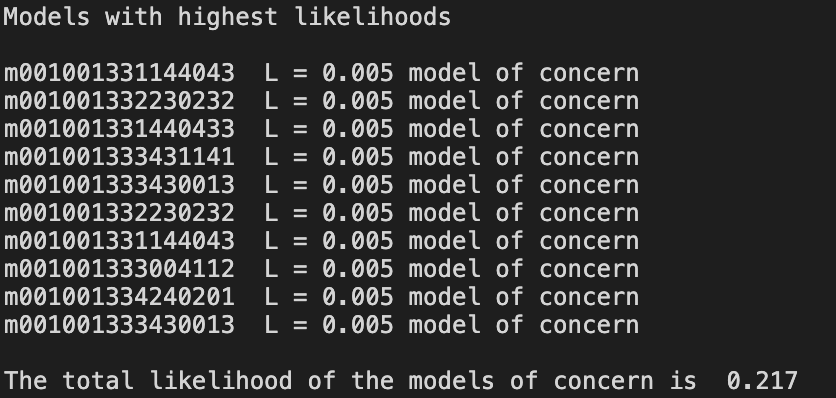 Models with highest likelihoods
m001001331144043 L = 0.005 model of concern
m001001332230232 L = 0.005 model of concern
m001001331440433 L = 0.005 model of concern
m001001333431141 L = 0.005 model of concern
m001001333430013 L = 0.005 model of concern
m001001332230232 L = 0.005 model of concern
m001001331144043 L = 0.005 model of concern
m001001333004112 L = 0.005 model of concern
m001001334240201 L = 0.005 model of concern
m001001333430013 L = 0.005 model of concern
The total likelihood of the models of concern is 0.217